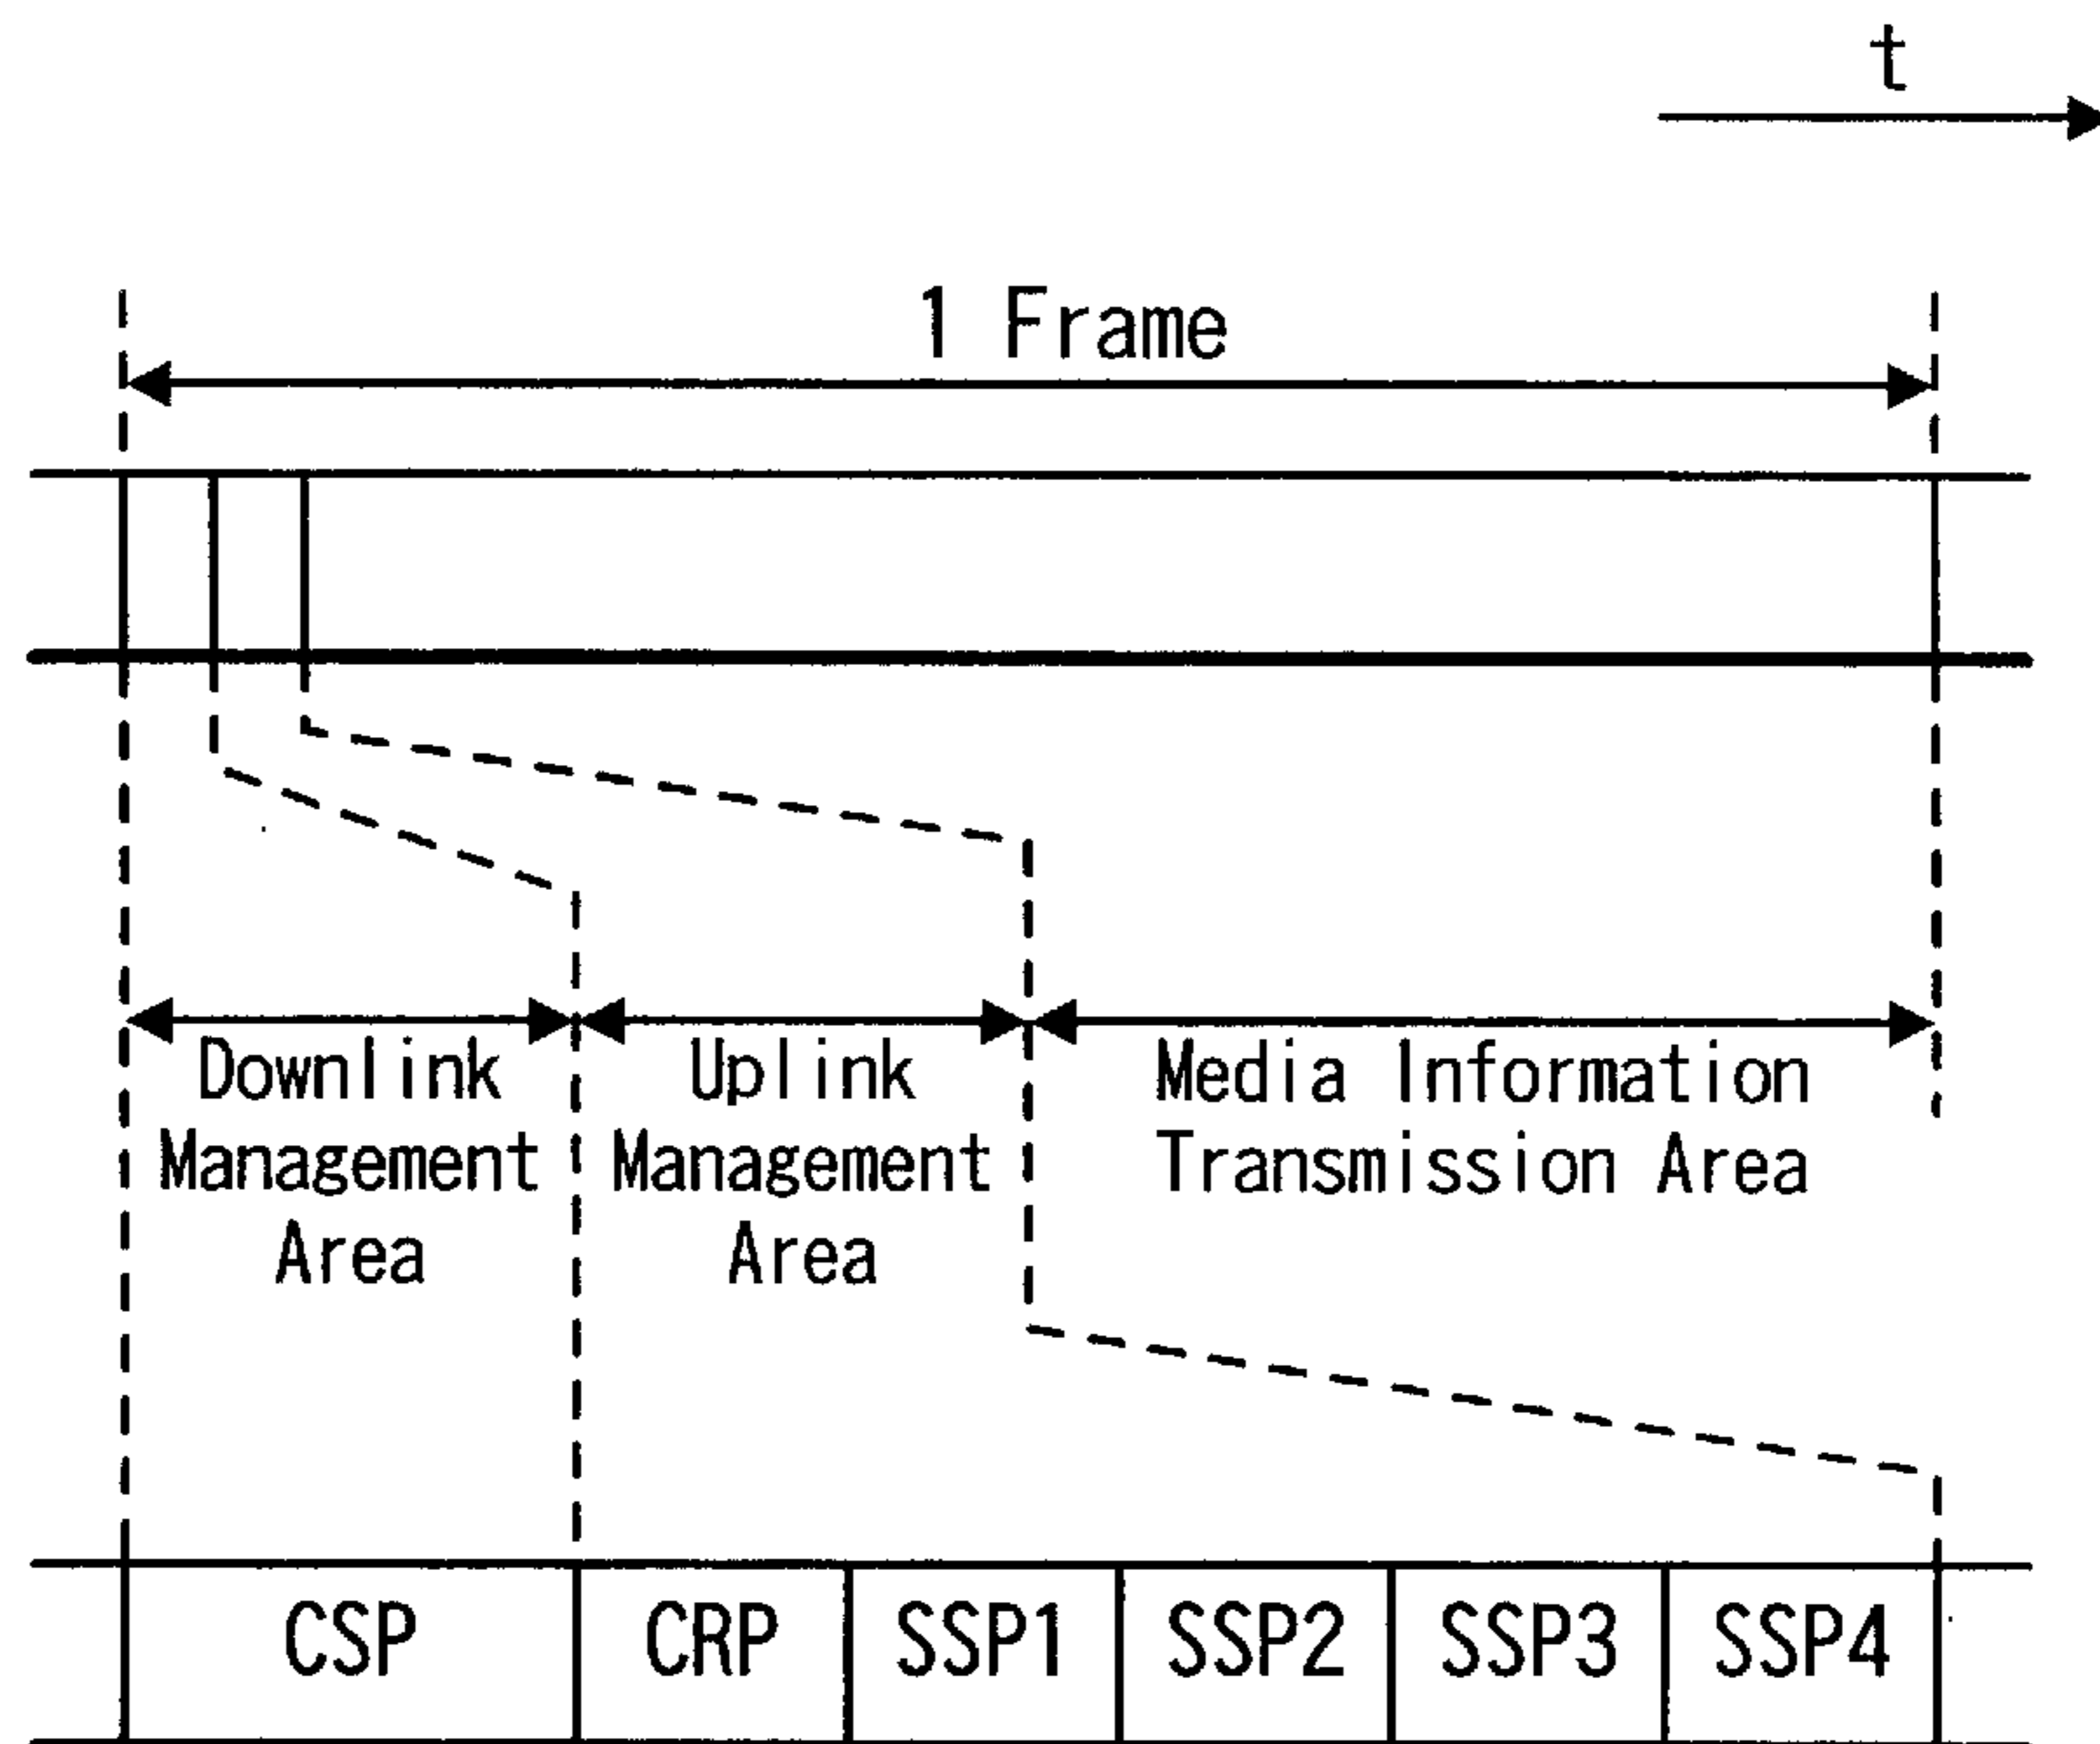 t
1 Frame
Downlink
Management
Area
Uplink
Management
Area
Media Information
Transmission Area
CSP
CRP
SSP1
SSP2
SSP3
SSP4